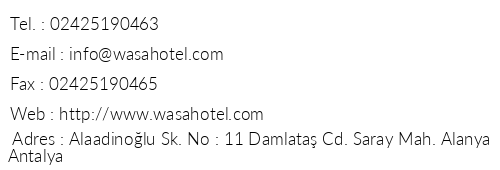 Tel. : 02425190463
E-mail : info@wasahotel.com
Fax : 02425190465
Web : http://www.wasahotel.com
Adres : Alaadinoğlu Sk. No : 11 Damlataş Cd. Saray Mah. Alanya
Antalya